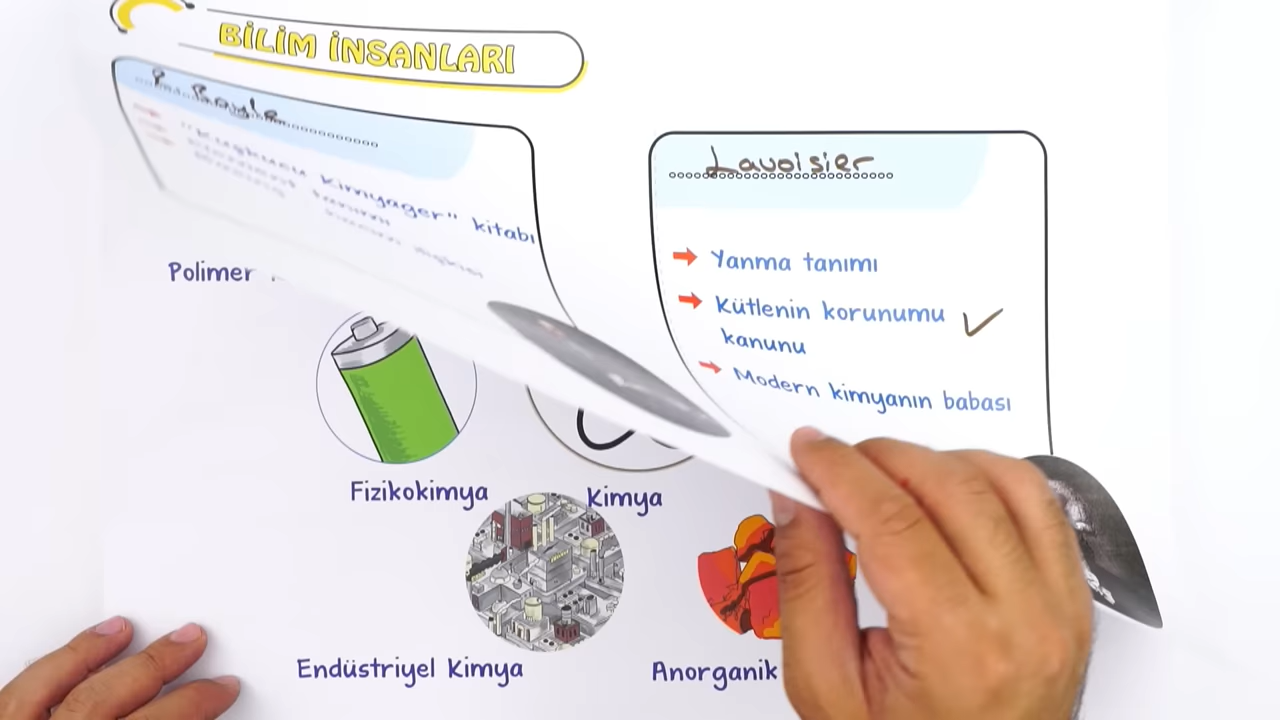 BİLİM İNSANLARI
R. Boyle
"Kuşkucu Kimyager" kitabı
Lavoisier
Yanma tanımı
Kütlenin korunumu
kanunu
Modern kimyanın babası
Polimer
Fizikokimya
Kimya
Endüstriyel Kimya
Anorganik